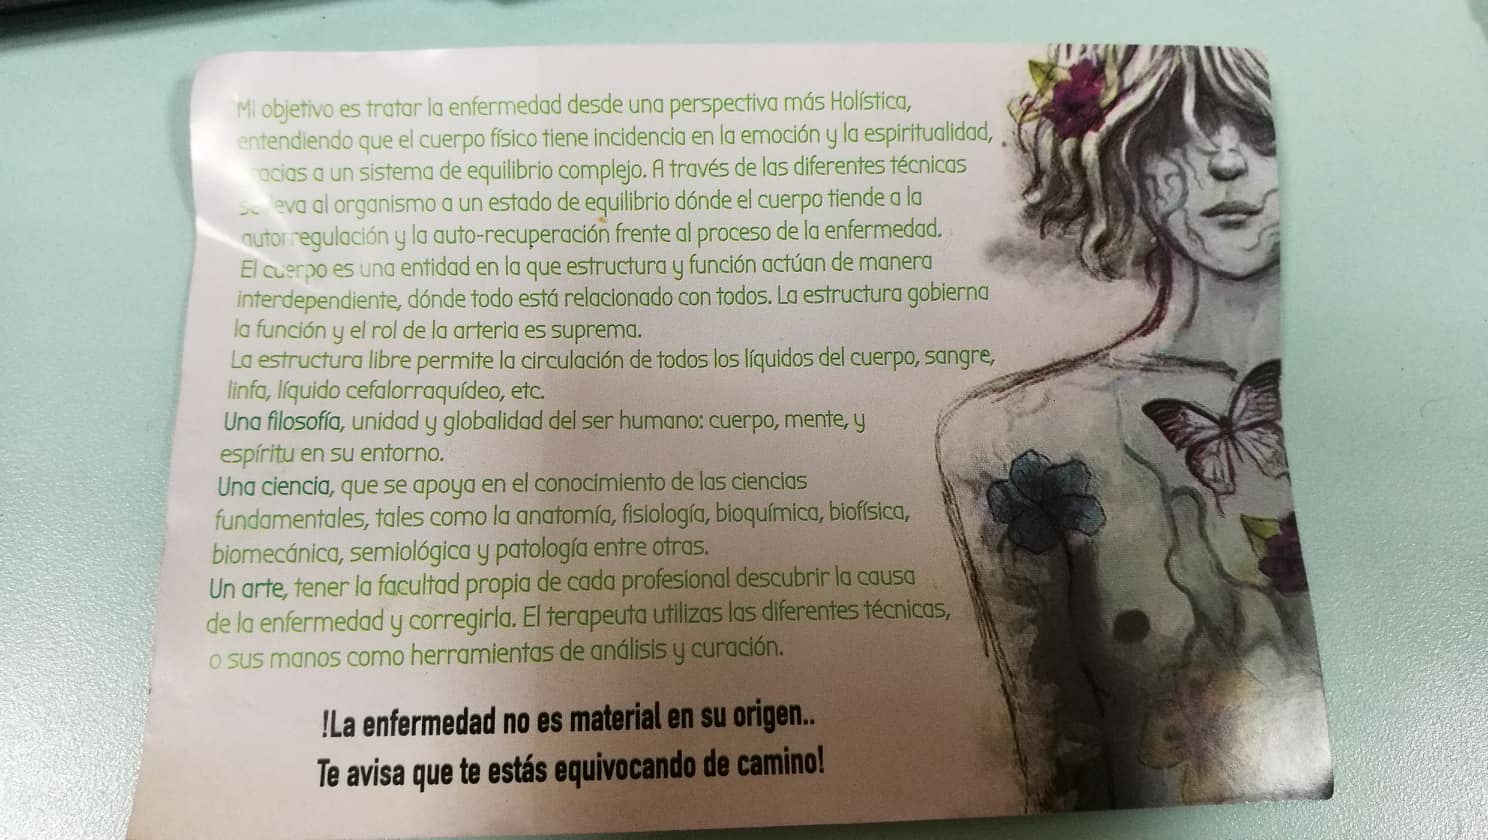 Mi objetivo es tratar la enfermedad desde una perspectiva más Holística,
entendiendo que el cuerpo físico tiene incidencia en la emoción y la espiritualidad,
gracias a un sistema de equilibrio complejo. A través de las diferentes técnicas
se lleva al organismo a un estado de equilibrio dónde el cuerpo tiende a la
autorregulación y la auto-recuperación frente al proceso de la enfermedad.
El cuerpo es una entidad en la que estructura y función actúan de manera
interdependiente, dónde todo está relacionado con todos. La estructura gobierna
la función y el rol de la arteria es suprema.
La estructura libre permite la circulación de todos los líquidos del cuerpo, sangre,
linfa, líquido cefalorraquídeo, etc.
Una filosofía, unidad y globalidad del ser humano: cuerpo, mente, y
espíritu en su entorno.
Una ciencia, que se apoya en el conocimiento de las ciencias
fundamentales, tales como la anatomía, fisiología, bioquímica, biofísica,
biomecánica, semiológica y patología entre otras.
Un arte, tener la facultad propia de cada profesional descubrir la causa
de la enfermedad y corregirla. El terapeuta utilizas las diferentes técnicas,
o sus manos como herramientas de análisis y curación.
!La enfermedad no es material en su origen..
Te avisa que te estás equivocando de camino!